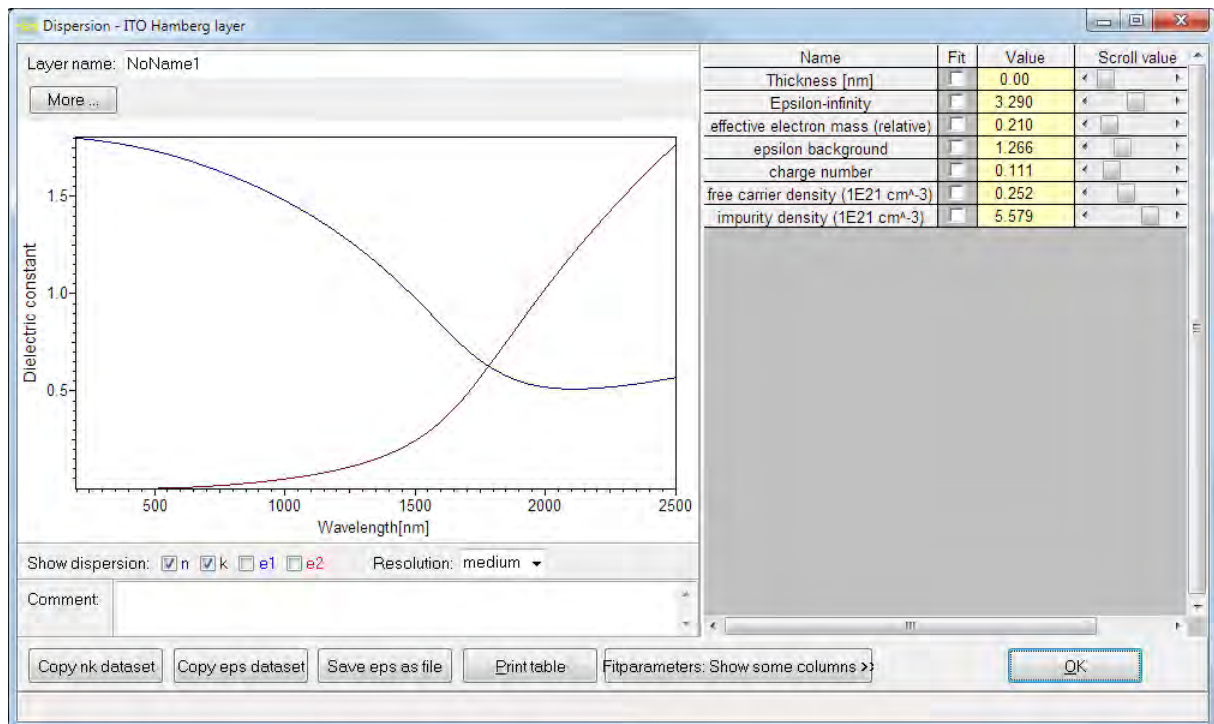 Dispersion - ITO Hamberg layer
Layer name: NoName1
More ...
Name Fit Value Scroll value
Thickness [nm] 0.00
Epsilon-infinity 3.290
effective electron mass (relative) 0.210
epsilon background 1.266
charge number 0.111
free carrier density (1E21 cm^-3) 0.252
impurity density (1E21 cm^-3) 5.579
Dielectric constant
1.5
1.0
0.5
500 1000 1500 2000 2500
Wavelength[nm]
Show dispersion: n k e1 e2 Resolution: medium
Comment:
Copy nk dataset Copy eps dataset Save eps as file Print table Fitparameters: Show some columns >> OK